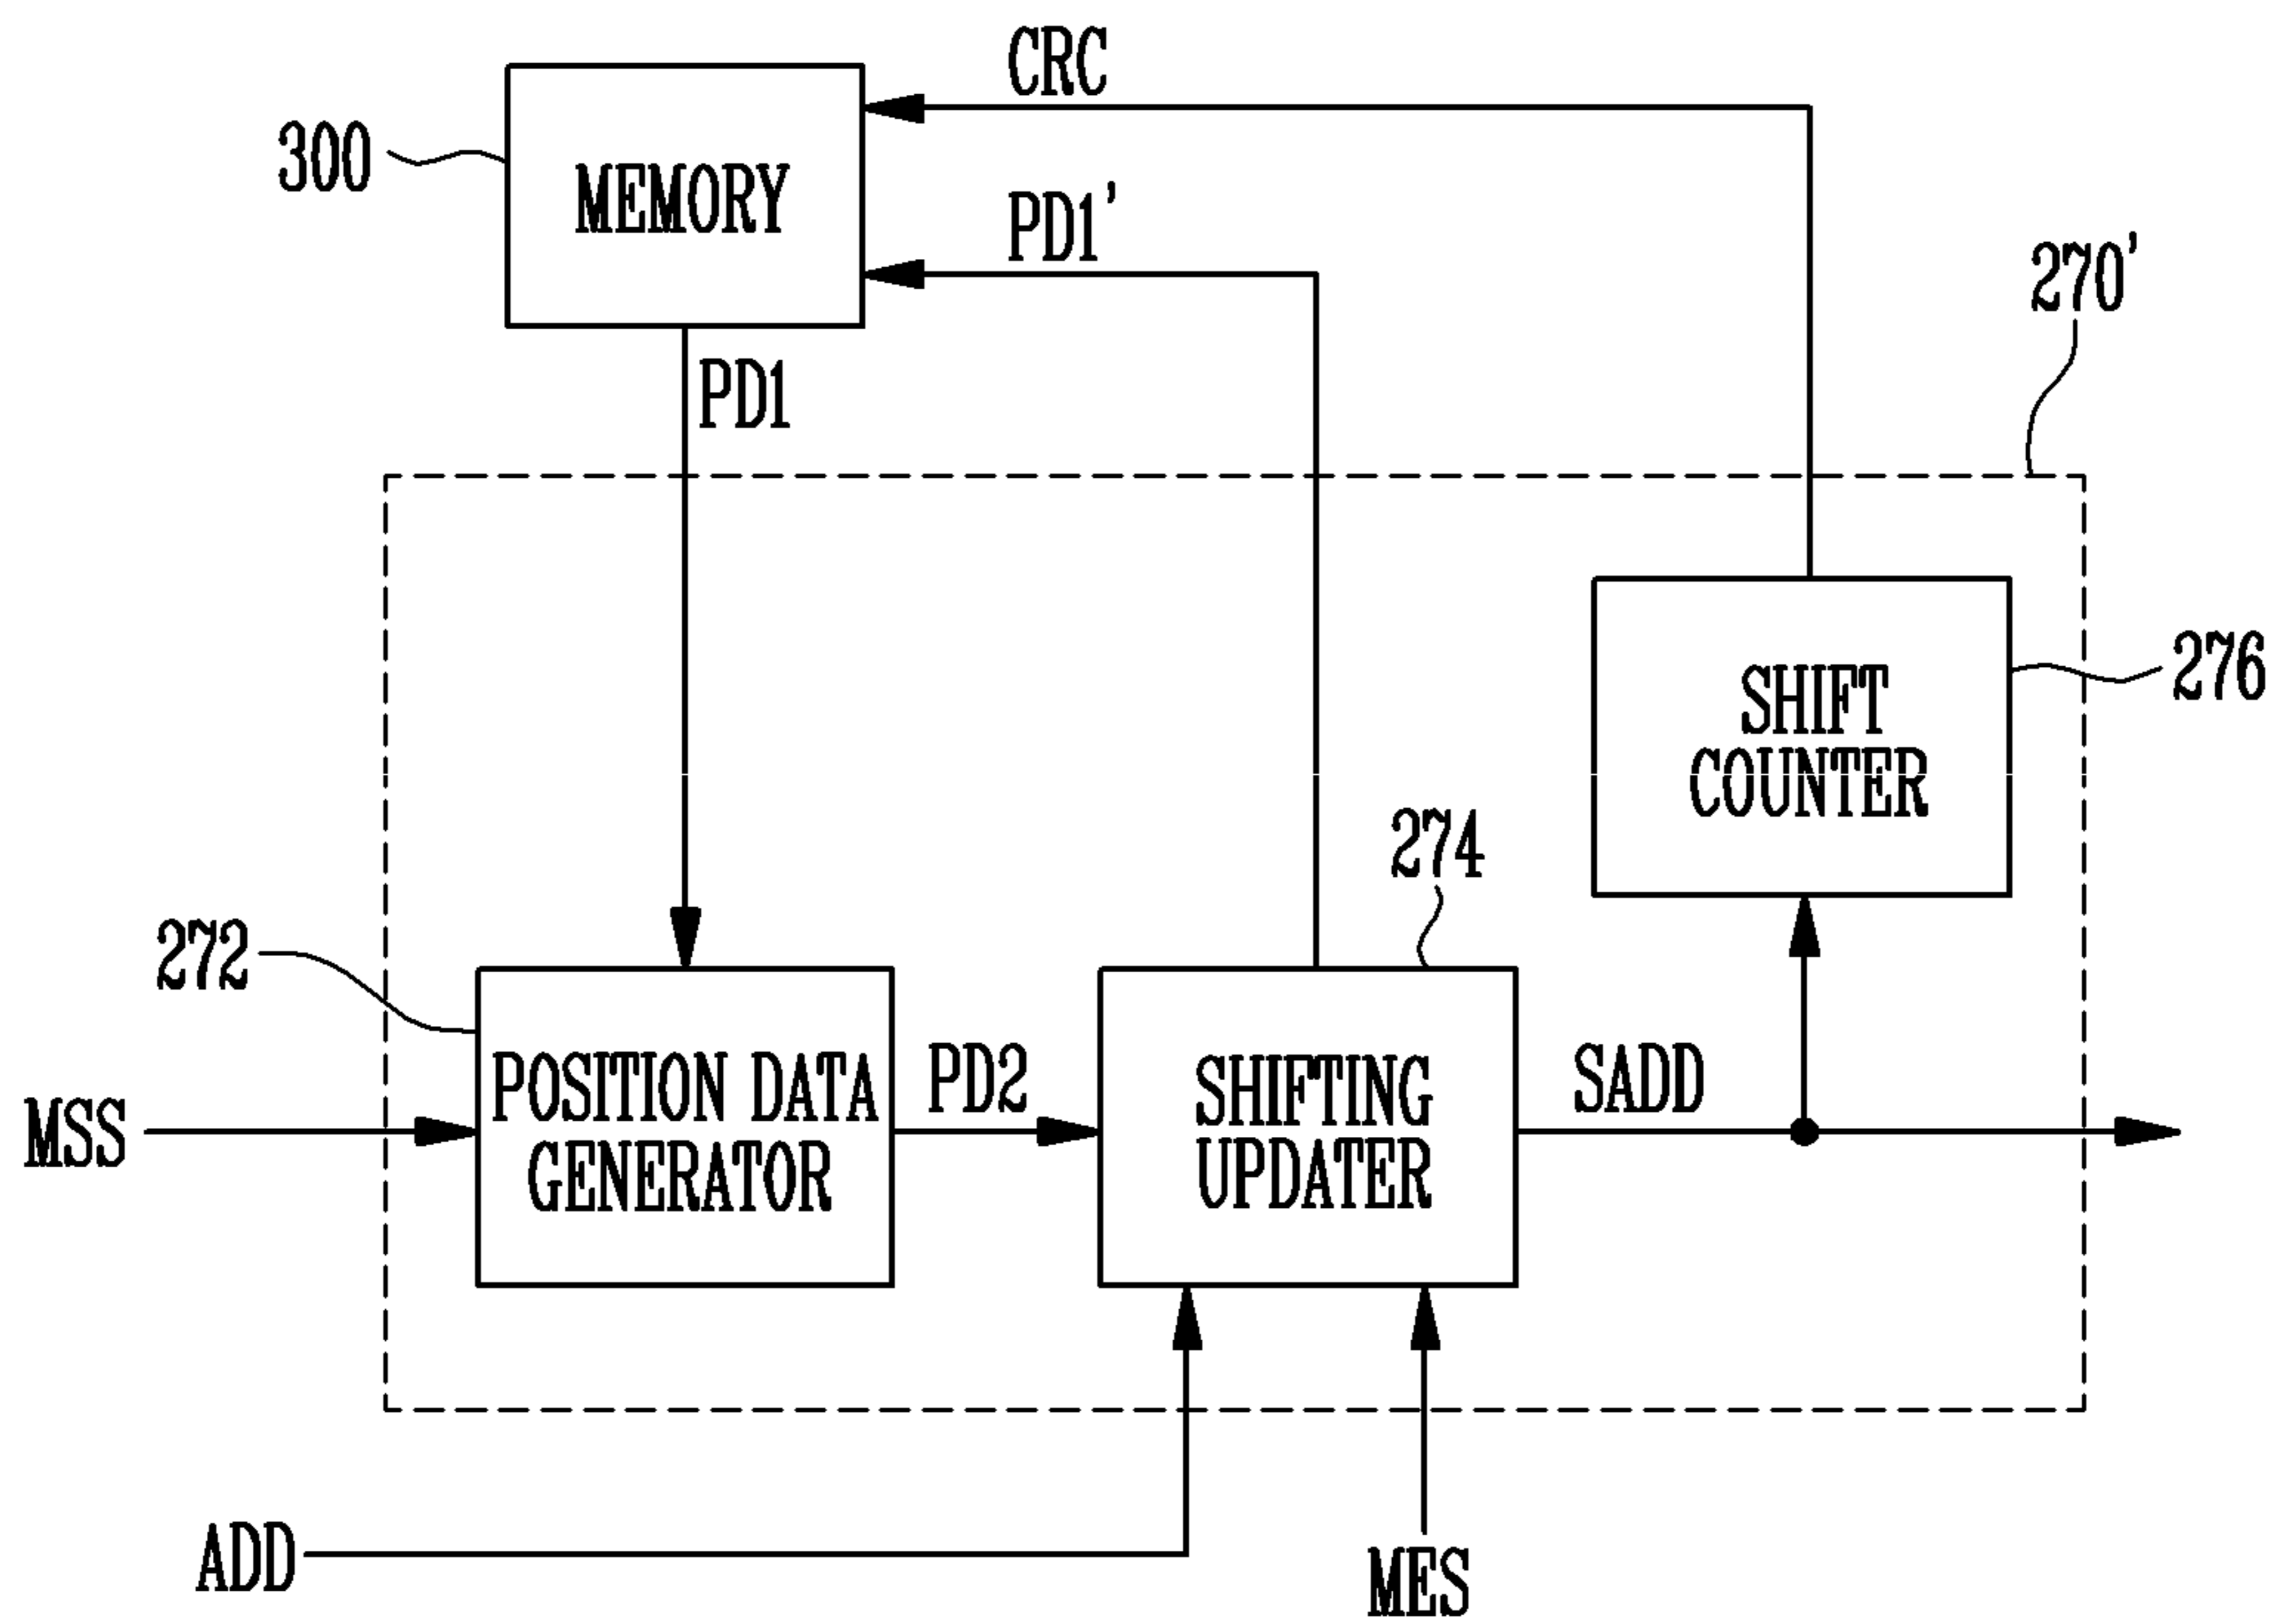 CRC
300
MEMORY
PD1'
270'
PD1
SHIFT
COUNTER
276
274
272
POSITION DATA
GENERATOR
PD2
SHIFTING
UPDATER
SADD
MSS
ADD
MES